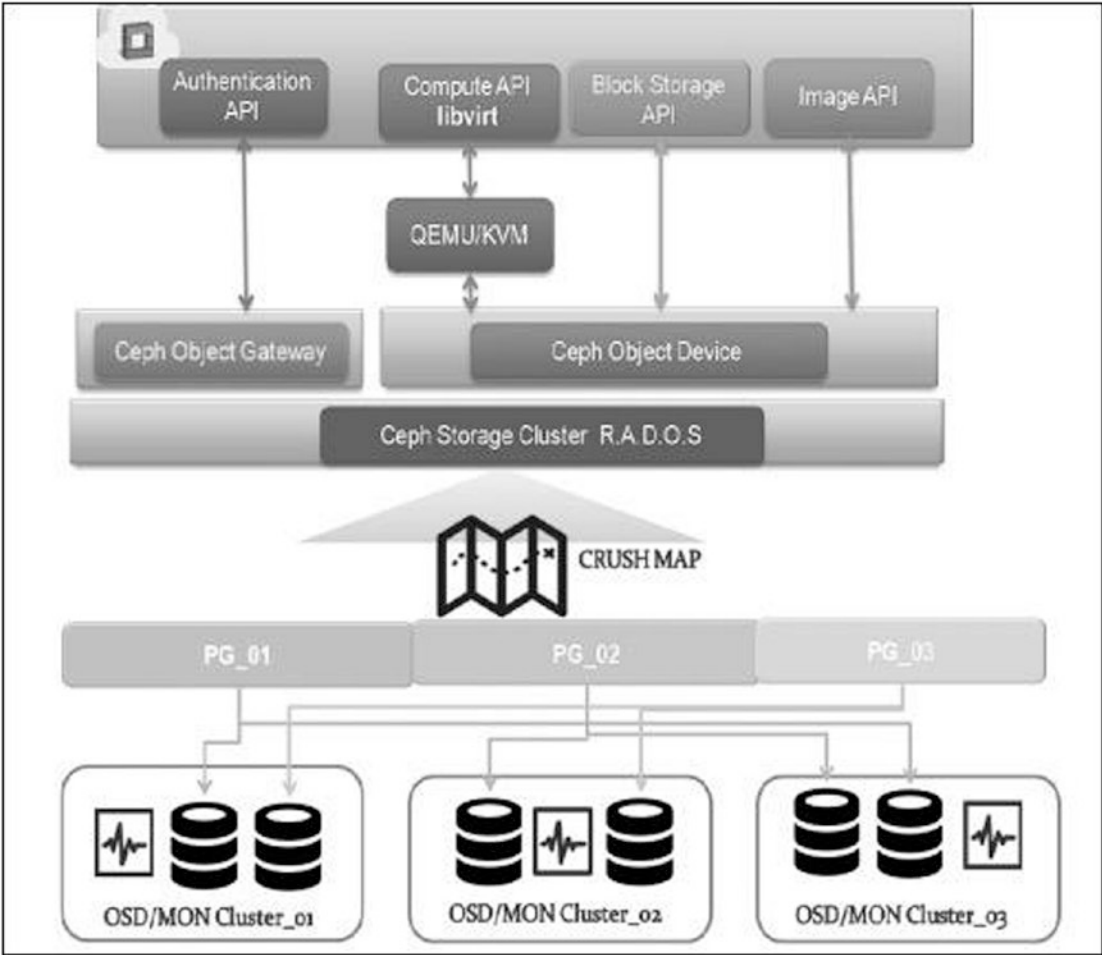 Authentication
API
Compute API
libvirt
Block Storage
API
Image API
QEMU/KVM
Ceph Object Gateway
Ceph Object Device
Ceph Storage Cluster R.A.D.O.S
CRUSH MAP
PG_01
PG_02
PG_03
OSD/MON Cluster_01
OSD/MON Cluster_02
OSD/MON Cluster_03